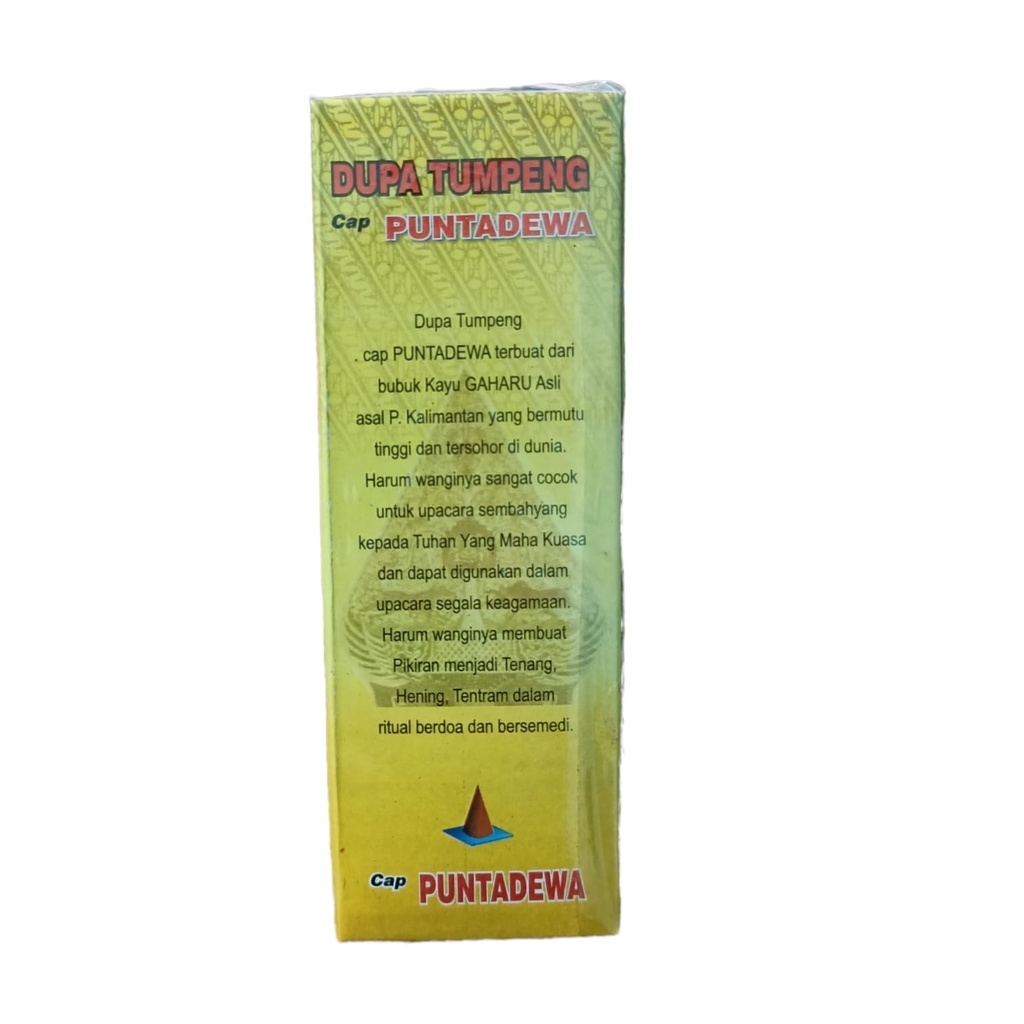 DUPA TUMPENG
Cap PUNTADEWA
Dupa Tumpeng
. cap PUNTADEWA terbuat dari
bubuk Kayu GAHARU Asli
asal P. Kalimantan yang bermutu
tinggi dan tersohor di dunia.
Harum wanginya sangat cocok
untuk upacara sembahyang
kepada Tuhan Yang Maha Kuasa
dan dapat digunakan dalam
upacara segala keagamaan.
Harum wanginya membuat
Pikiran menjadi Tenang,
Hening, Tentram dalam
ritual berdoa dan bersemedi.
Cap PUNTADEWA